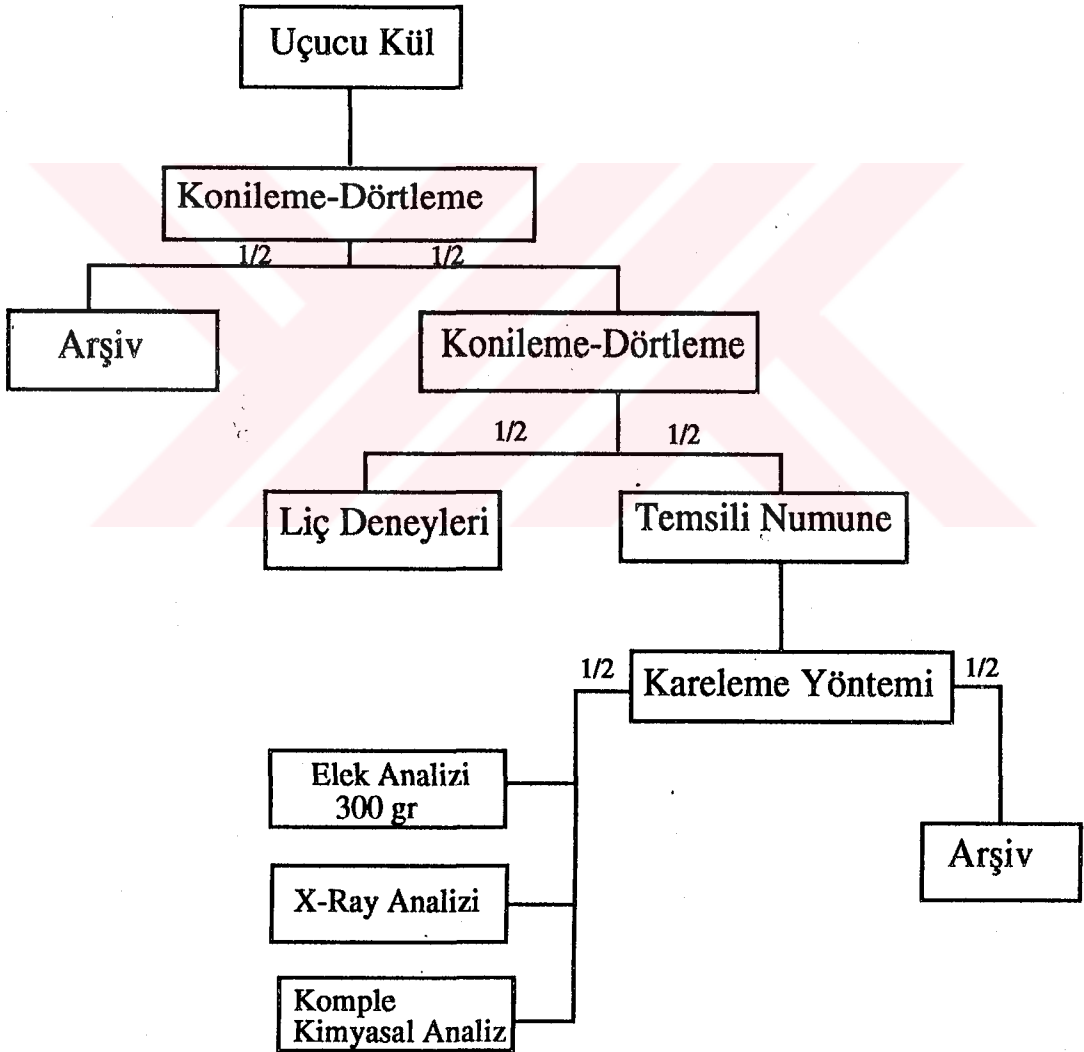 Uçucu Kül
Konileme-Dörtleme
1/2
1/2
Arşiv
Konileme-Dörtleme
1/2
1/2
Liç Deneyleri
Temsili Numune
1/2
Kareleme Yöntemi
1/2
Elek Analizi
300 gr
Arşiv
X-Ray Analizi
Komple
Kimyasal Analiz